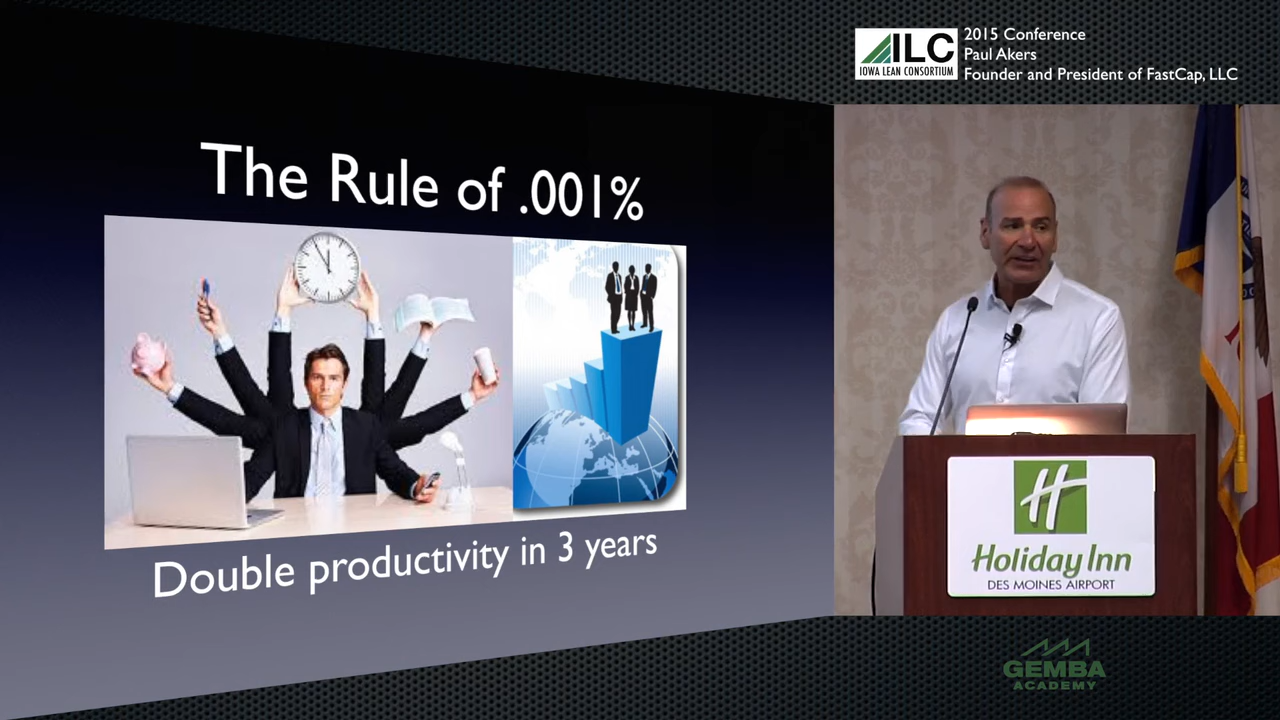 The Rule of .001%
Double productivity in 3 years
ILC
IOWA LEAN CONSORTIUM
2015 Conference
Paul Akers
Founder and President of FastCap, LLC
H
Holiday Inn
DES MOINES AIRPORT
GEMBA
ACADEMY